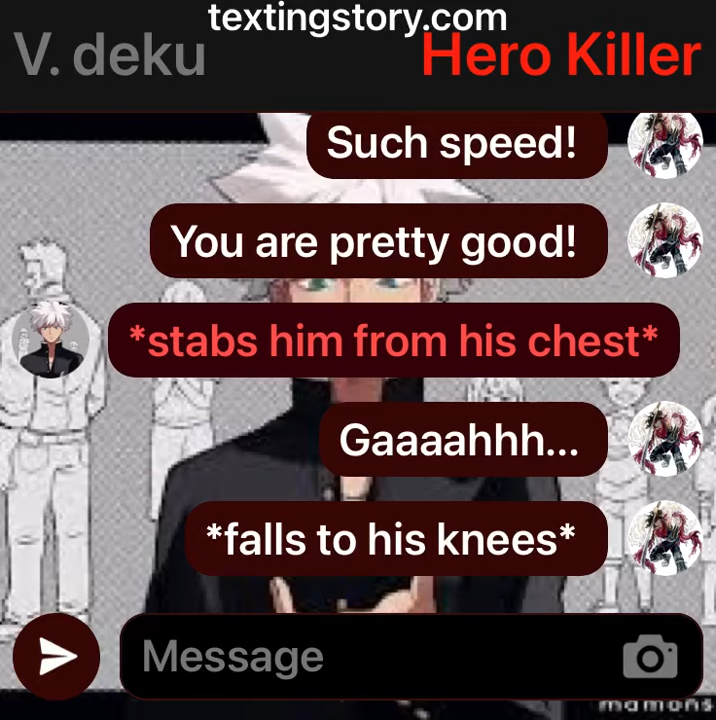 textingstory.com
V. deku
Hero Killer
Such speed!
You are pretty good!
*stabs him from his chest*
Gaaaahhh...
*falls to his knees*
Message
mamons